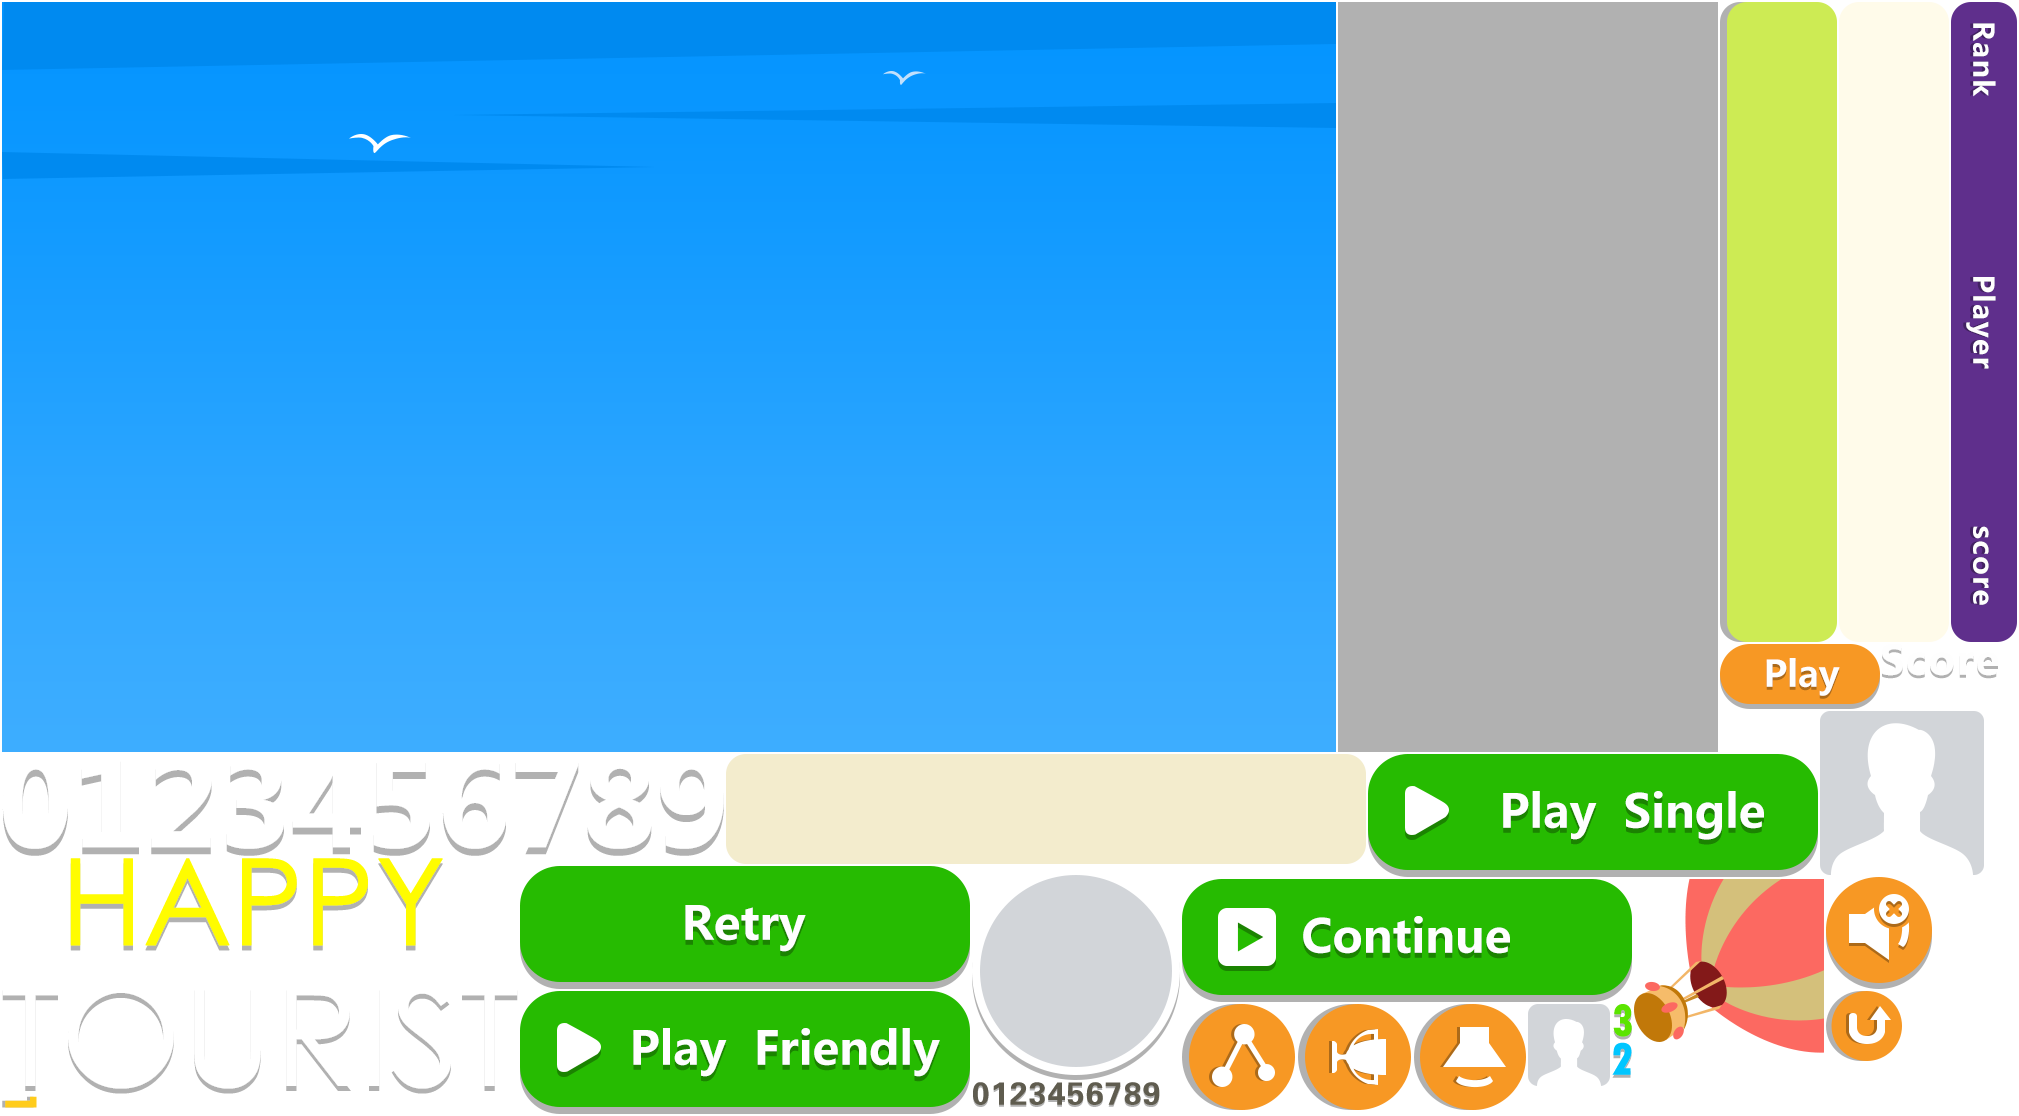 Rank
Player
score
Play
Score
0123456789
Play Single
HAPPY
Retry
Continue
TOURIST
Play Friendly
3
2
0123456789